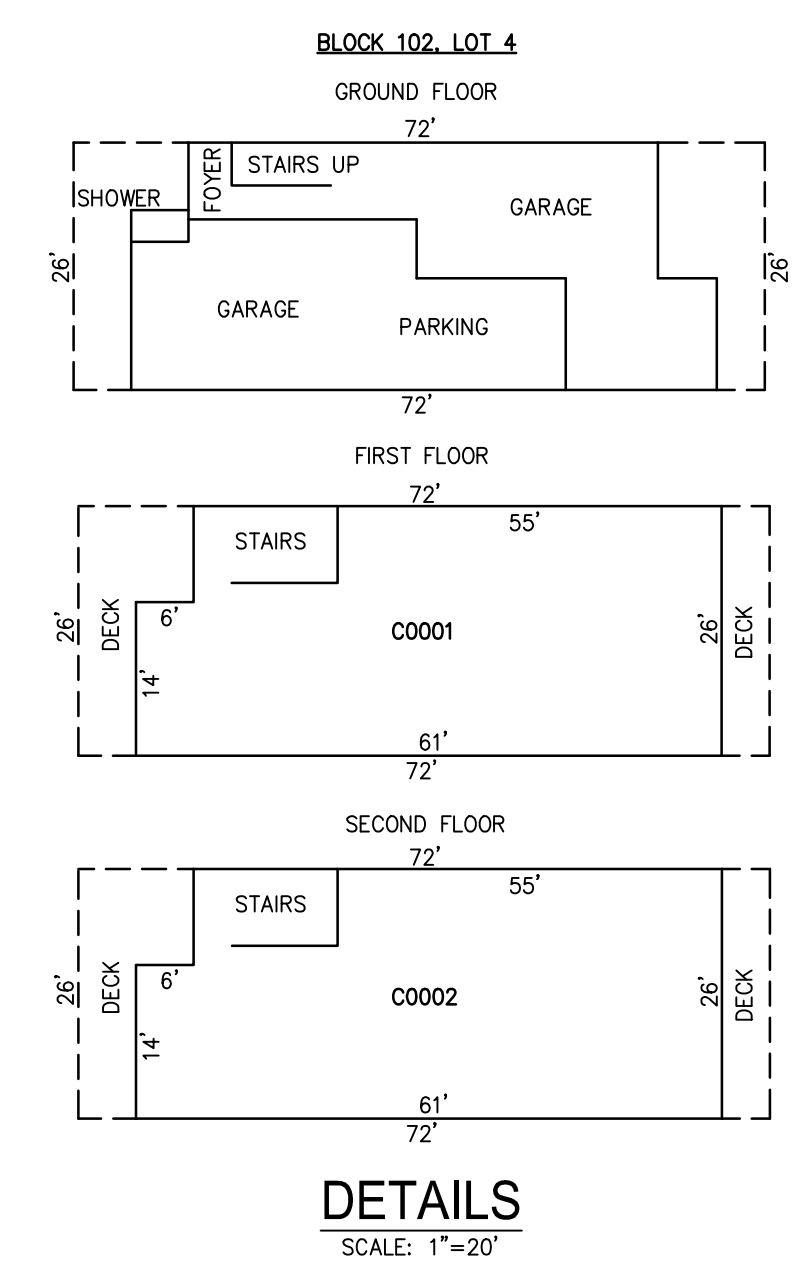 BLOCK 102, LOT 4
GROUND FLOOR
72'
FOYER
STAIRS UP
SHOWER
GARAGE
26'
26'
GARAGE
PARKING
72'
FIRST FLOOR
72'
55'
STAIRS
26'
DECK
6'
C0001
26'
DECK
14'
61'
72'
SECOND FLOOR
72'
55'
STAIRS
26'
DECK
6'
C0002
26'
DECK
14'
61'
72'
DETAILS
SCALE: 1"=20'